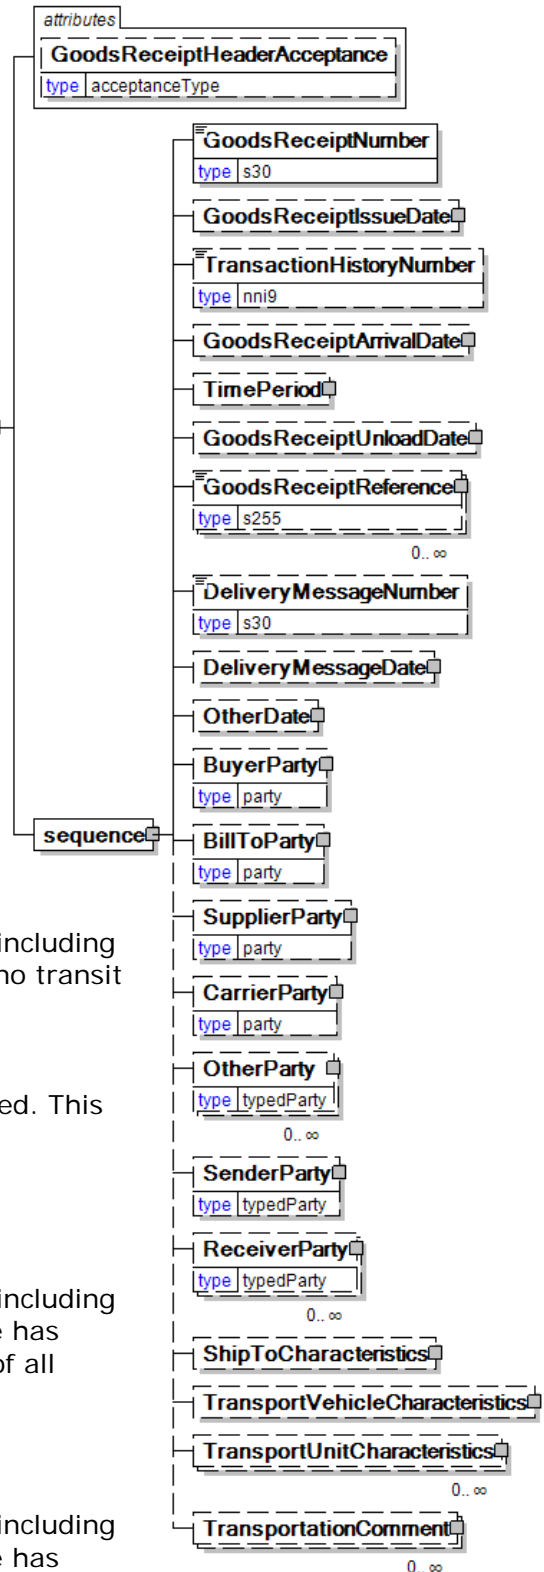 attributes
GoodsReceiptHeaderAcceptance
type acceptanceType
GoodsReceiptNumber
type s30
GoodsReceiptIssueDate
TransactionHistoryNumber
type nni9
GoodsReceiptArrivalDate
TimePeriod
GoodsReceiptUnloadDate
GoodsReceiptReference
type s255
0.. ∞
DeliveryMessageNumber
type s30
DeliveryMessageDate
OtherDate
BuyerParty
type party
sequence
BillToParty
type party
SupplierParty
type party
including
no transit
CarrierParty
type party
OtherParty
type typedParty
ed. This
0.. ∞
SenderParty
type typedParty
ReceiverParty
type typedParty
including
0.. ∞
e has
ShipToCharacteristics
of all
TransportVehicleCharacteristics
TransportUnitCharacteristics
0.. ∞
including
TransportationComment
e has
0.. ∞